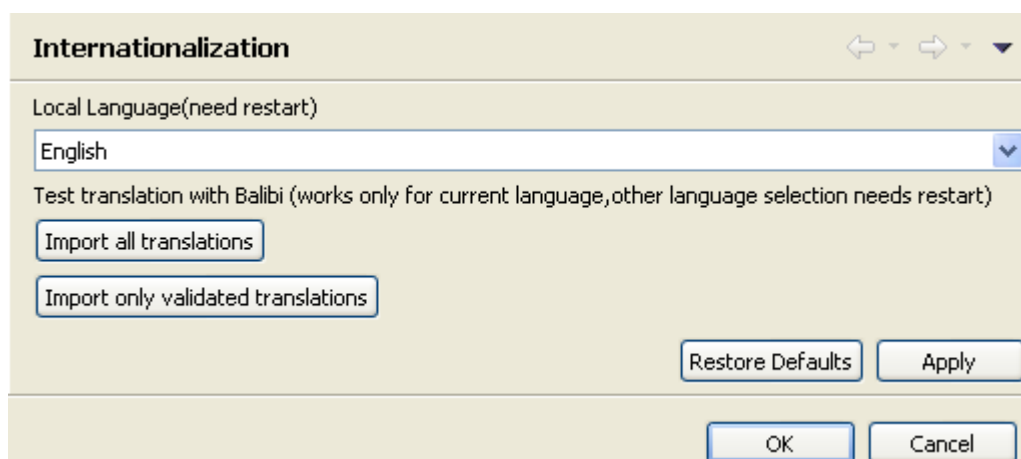 Internationalization
Local Language(need restart)
English
Test translation with Balibi (works only for current language,other language selection needs restart)
Import all translations
Import only validated translations
Restore Defaults Apply
OK Cancel